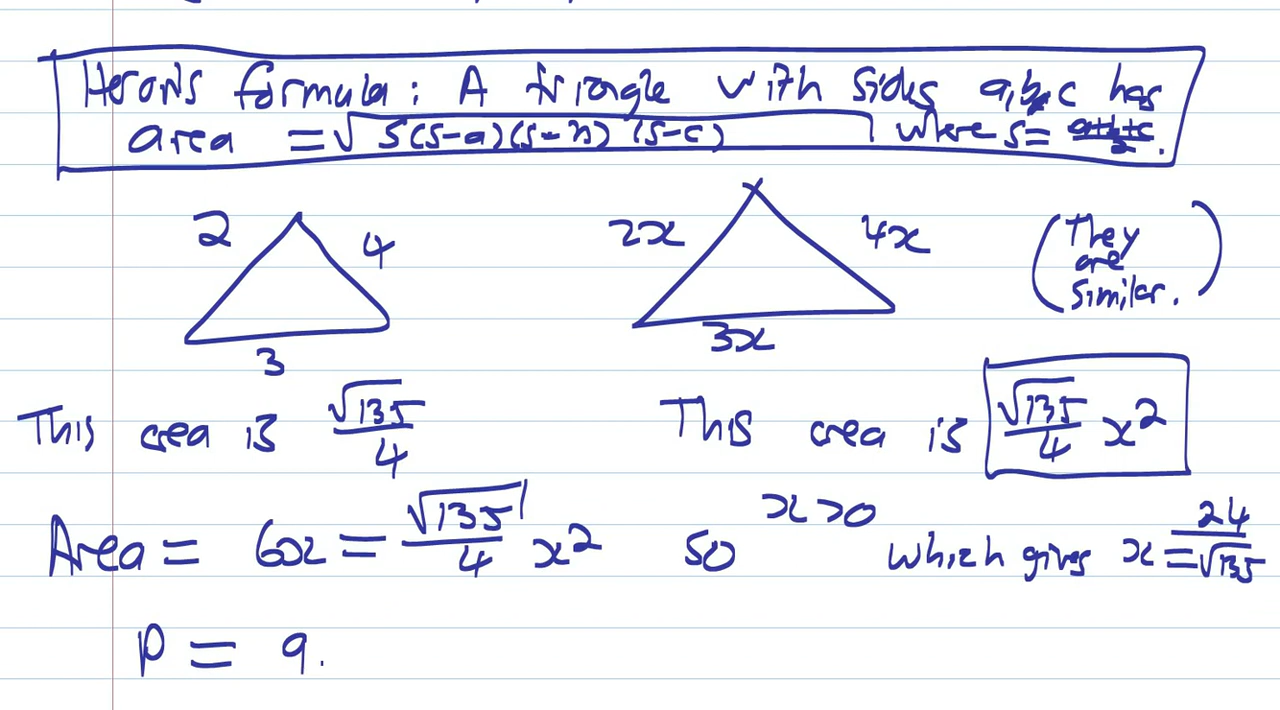 Heron's formula: A triangle with sides a,b,c has
area = √s(s-a)(s-b)(s-c) where s = a+b+c/2.
2
4
3
2x
4x
3x
(They
are
similar.)
This area is √135/4
This area is √135/4 x²
Area = 6x = √135/4 x² so x>0 which gives x = 24/√135
P = 9.